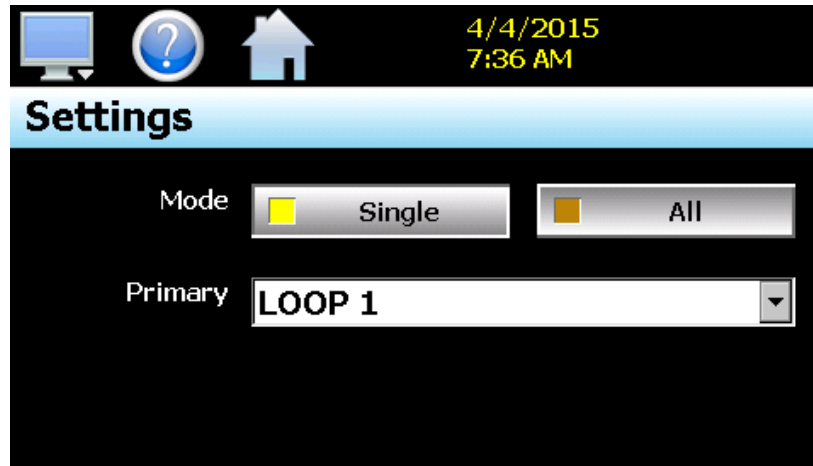 ?
4/4/2015
7:36 AM
Settings
Mode
Single
All
Primary
LOOP 1